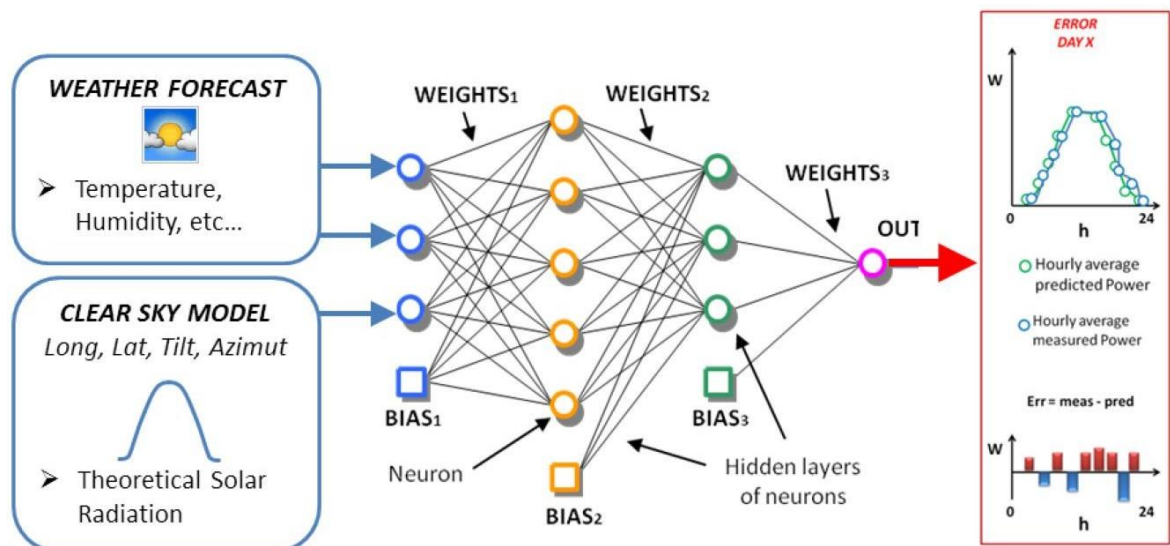 WEATHER FORECAST
➤ Temperature,
Humidity, etc...
CLEAR SKY MODEL
Long, Lat, Tilt, Azimut
➤ Theoretical Solar
Radiation
WEIGHTS1
WEIGHTS2
WEIGHTS3
OUT
BIAS1
BIAS3
BIAS2
Neuron
Hidden layers
of neurons
ERROR
DAY X
W
0
24
h
Hourly average
predicted Power
Hourly average
measured Power
Err = meas - pred
W
0
24
h